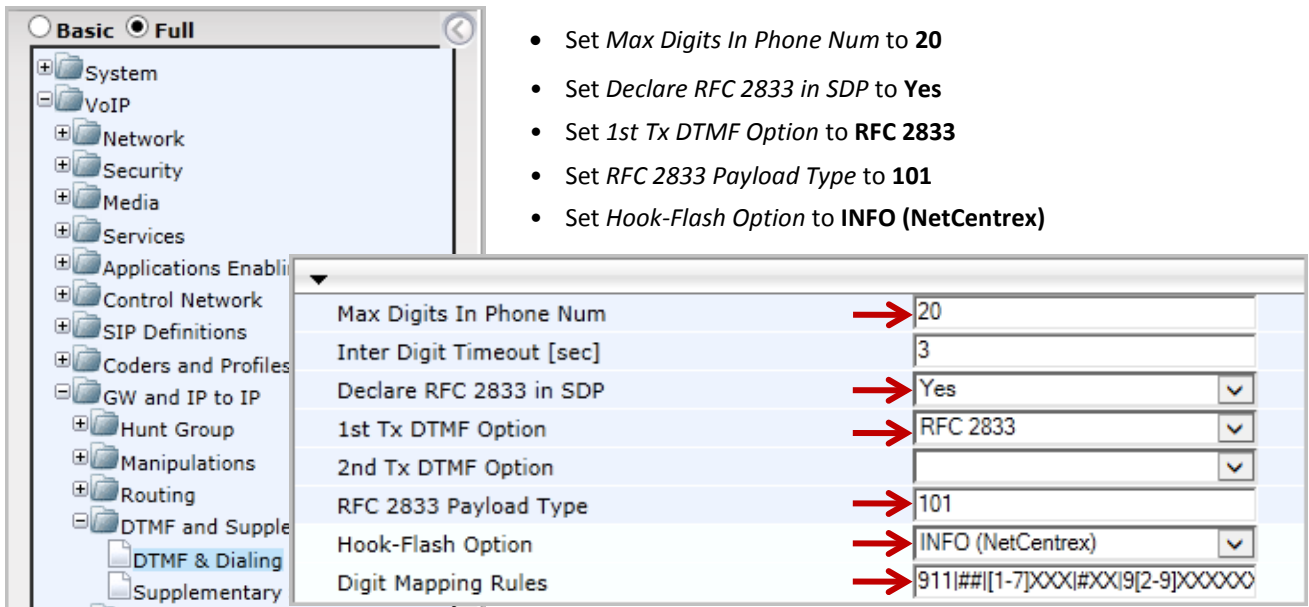 Basic Full
System
VoIP
Network
Security
Media
Services
Applications Enabli
Control Network
SIP Definitions
Coders and Profiles
GW and IP to IP
Hunt Group
Manipulations
Routing
DTMF and Supple
DTMF & Dialing
Supplementary
• Set Max Digits In Phone Num to 20
• Set Declare RFC 2833 in SDP to Yes
• Set 1st Tx DTMF Option to RFC 2833
• Set RFC 2833 Payload Type to 101
• Set Hook-Flash Option to INFO (NetCentrex)
Max Digits In Phone Num 20
Inter Digit Timeout [sec] 3
Declare RFC 2833 in SDP Yes
1st Tx DTMF Option RFC 2833
2nd Tx DTMF Option
RFC 2833 Payload Type 101
Hook-Flash Option INFO (NetCentrex)
Digit Mapping Rules 911|##|[1-7]XXX|#XX|9[2-9]XXXXXX